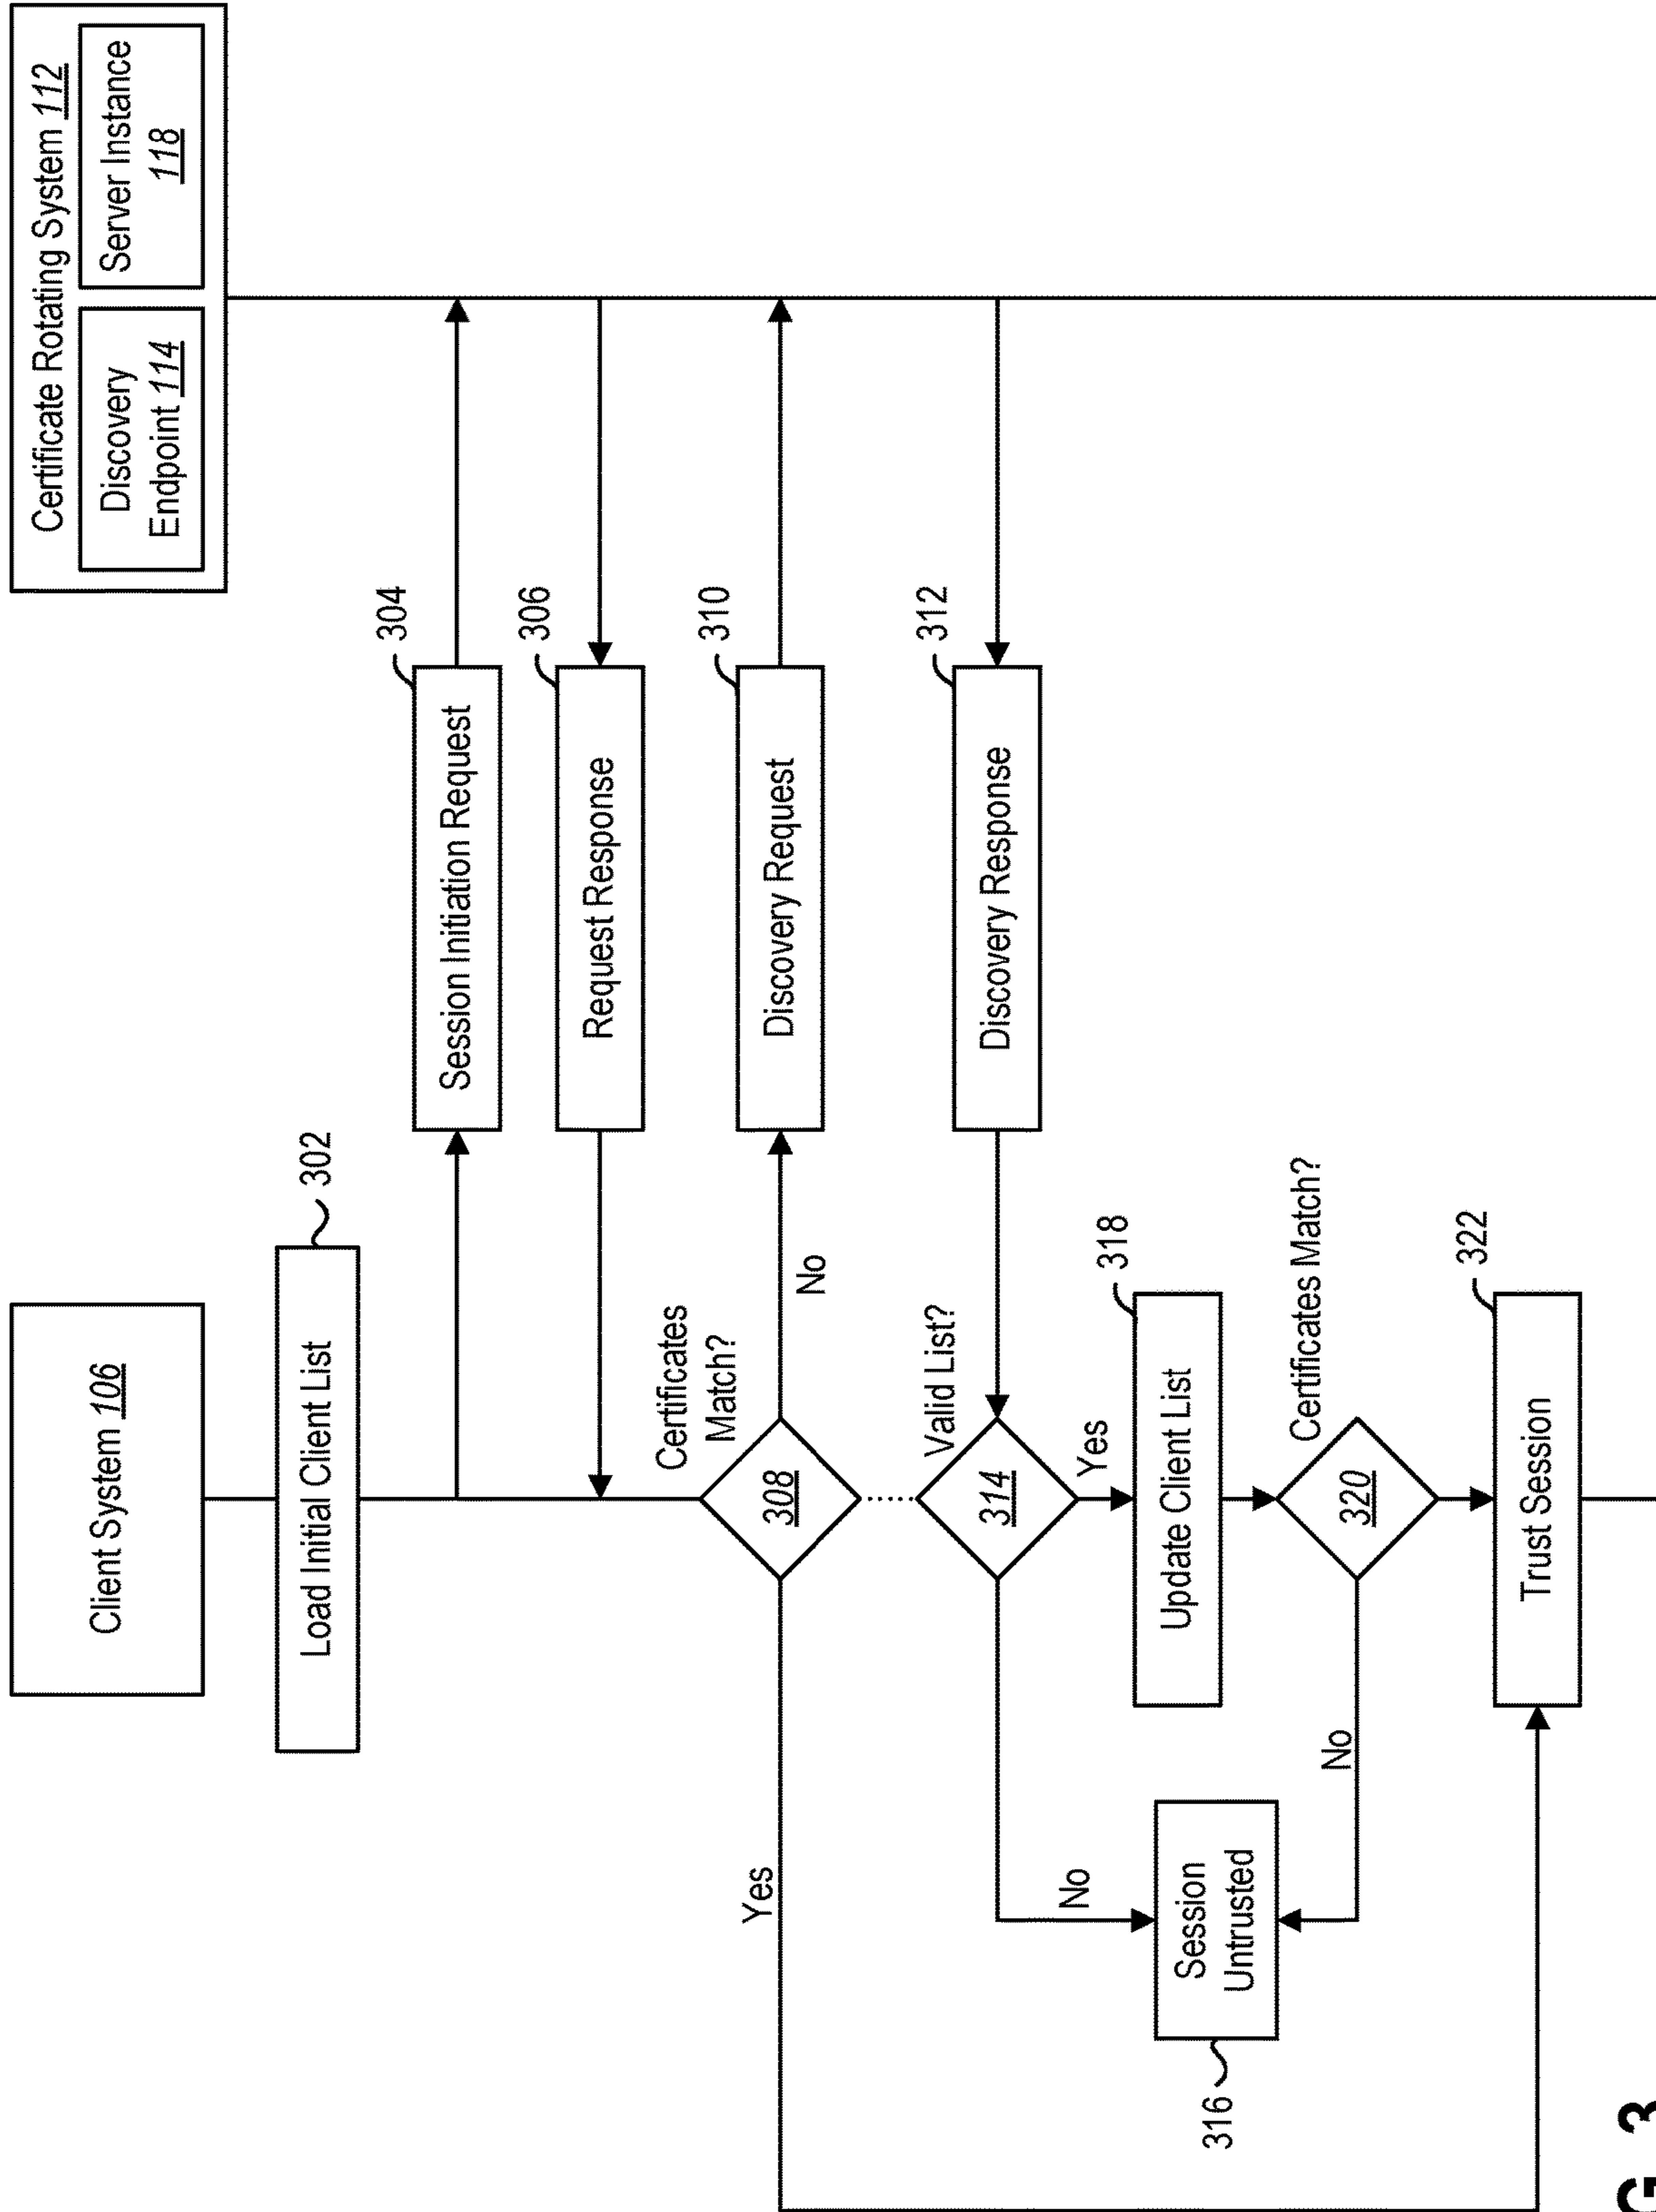 Client System 106
Certificate Rotating System 112
Discovery
Endpoint 114
Server Instance
118
Load Initial Client List
302
304
Session Initiation Request
306
Request Response
Certificates
Match?
308
Yes
No
310
Discovery Request
312
Discovery Response
Valid List?
314
No
Yes
318
Update Client List
Session
Untrusted
316
Certificates Match?
320
No
322
Trust Session
G 3